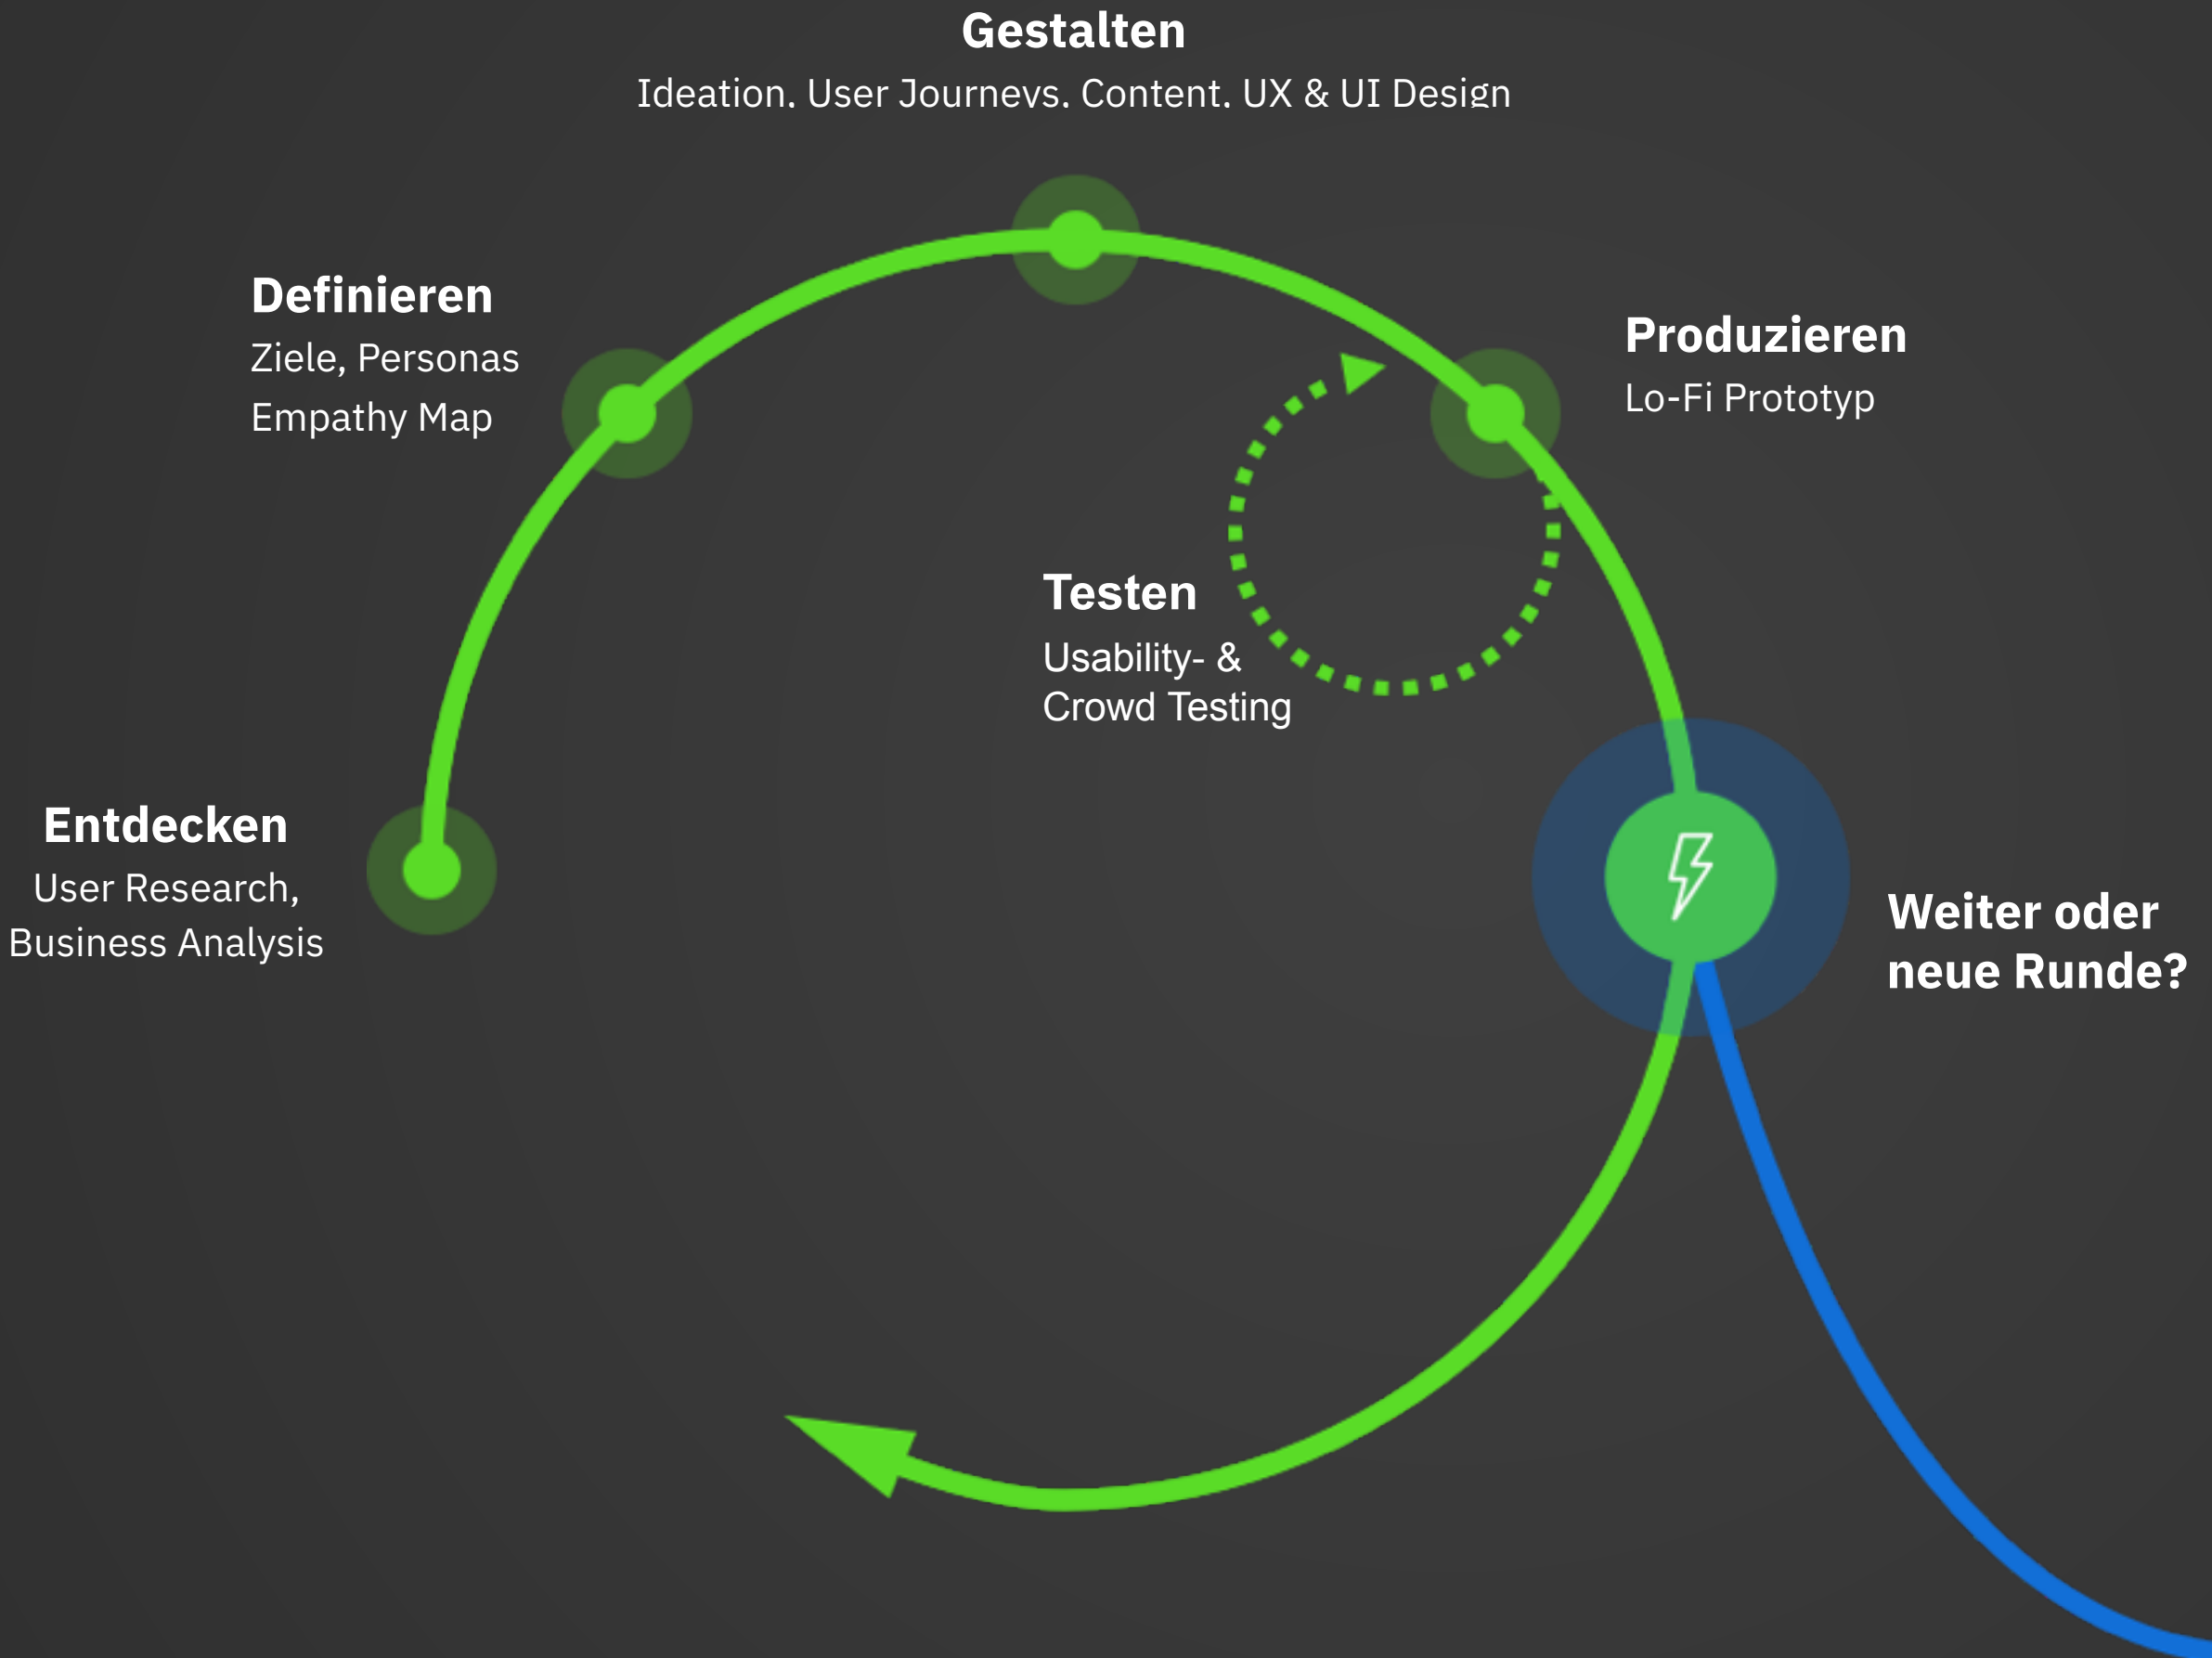 Gestalten
Ideation, User Journeys, Content, UX & UI Design
Definieren
Ziele, Personas
Empathy Map
Produzieren
Lo-Fi Prototyp
Testen
Usability- &
Crowd Testing
Entdecken
User Research,
Business Analysis
Weiter oder
neue Runde?